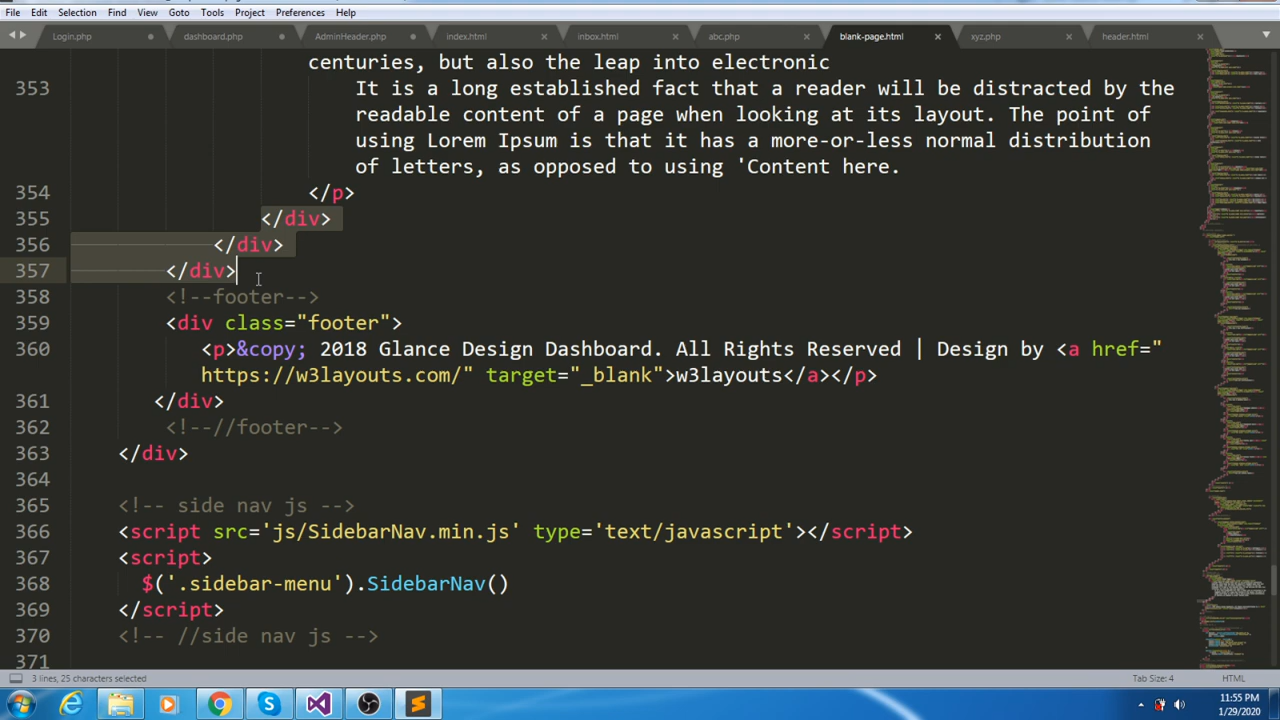 File Edit Selection Find View Goto Tools Project Preferences Help
Login.php dashboard.php AdminHeader.php index.html inbox.html abc.php blank-page.html xyz.php header.html
centuries, but also the leap into electronic
353 It is a long established fact that a reader will be distracted by the
readable content of a page when looking at its layout. The point of
using Lorem Ipsum is that it has a more-or-less normal distribution
of letters, as opposed to using 'Content here.
354 </p>
355 </div>
356 </div>
357 </div>
358 <!--footer-->
359 <div class="footer">
360 <p>&copy; 2018 Glance Design Dashboard. All Rights Reserved | Design by <a href="
https://w3layouts.com/" target="_blank">w3layouts</a></p>
361 </div>
362 <!--//footer-->
363 </div>
364
365 <!-- side nav js -->
366 <script src='js/SidebarNav.min.js' type='text/javascript'></script>
367 <script>
368 $('.sidebar-menu').SidebarNav()
369 </script>
370 <!-- //side nav js -->
371
3 lines, 25 characters selected Tab Size: 4 HTML
11:55 PM
1/29/2020